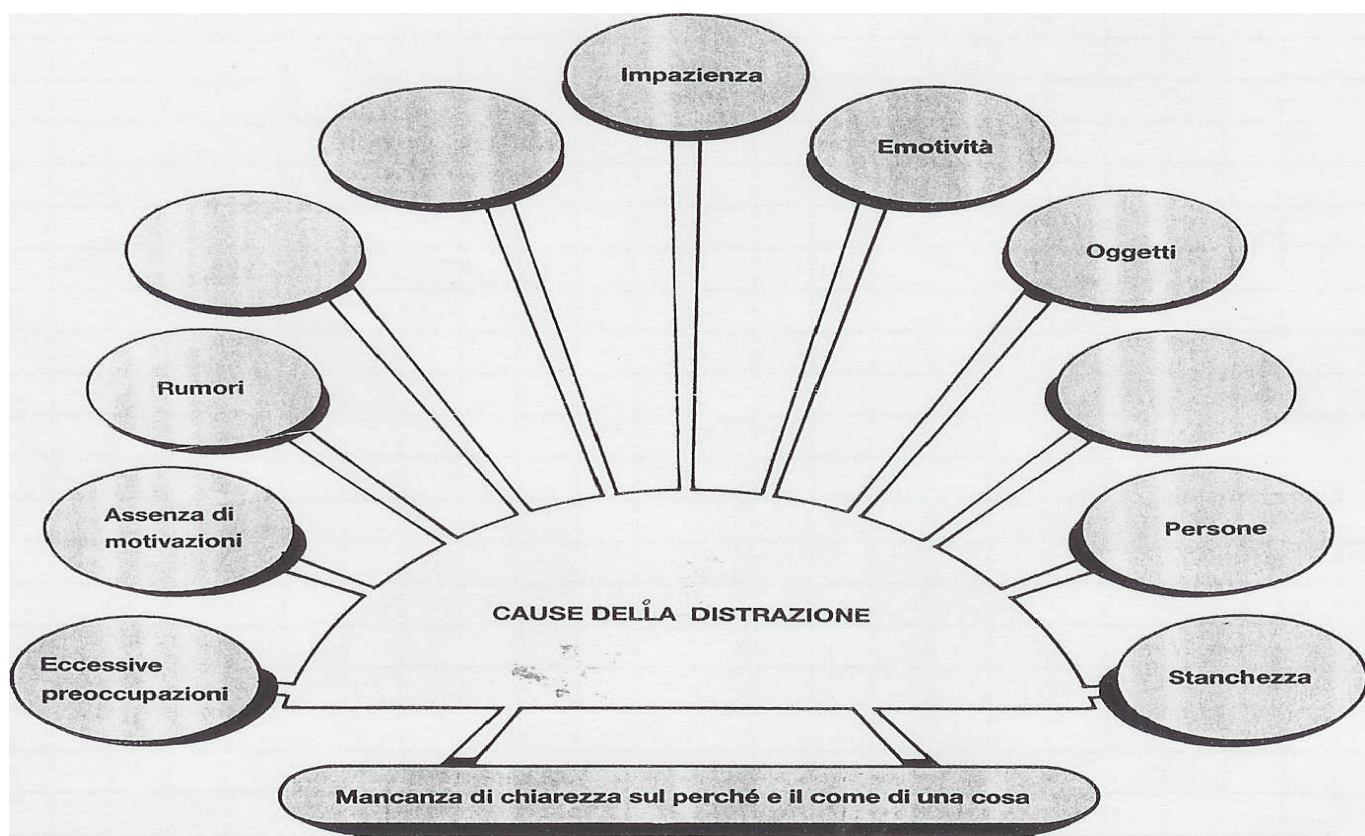 Impazienza
Emotività
Oggetti
Rumori
Assenza di
motivazioni
Persone
CAUSE DELLA DISTRAZIONE
Eccessive
preoccupazioni
Stanchezza
Mancanza di chiarezza sul perché e il come di una cosa